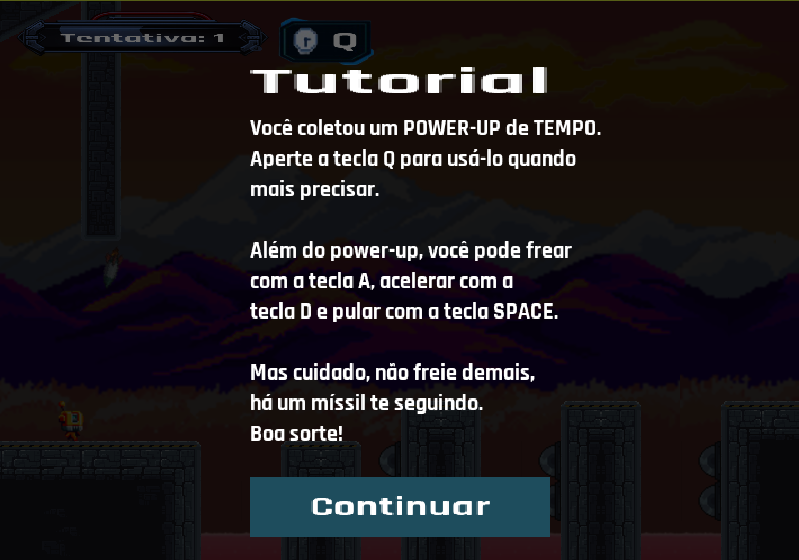 Tentativa: 1
Q
Tutorial
Você coletou um POWER-UP de TEMPO.
Aperte a tecla Q para usá-lo quando
mais precisar.
Além do power-up, você pode frear
com a tecla A, acelerar com a
tecla D e pular com a tecla SPACE.
Mas cuidado, não freie demais,
há um míssil te seguindo.
Boa sorte!
Continuar